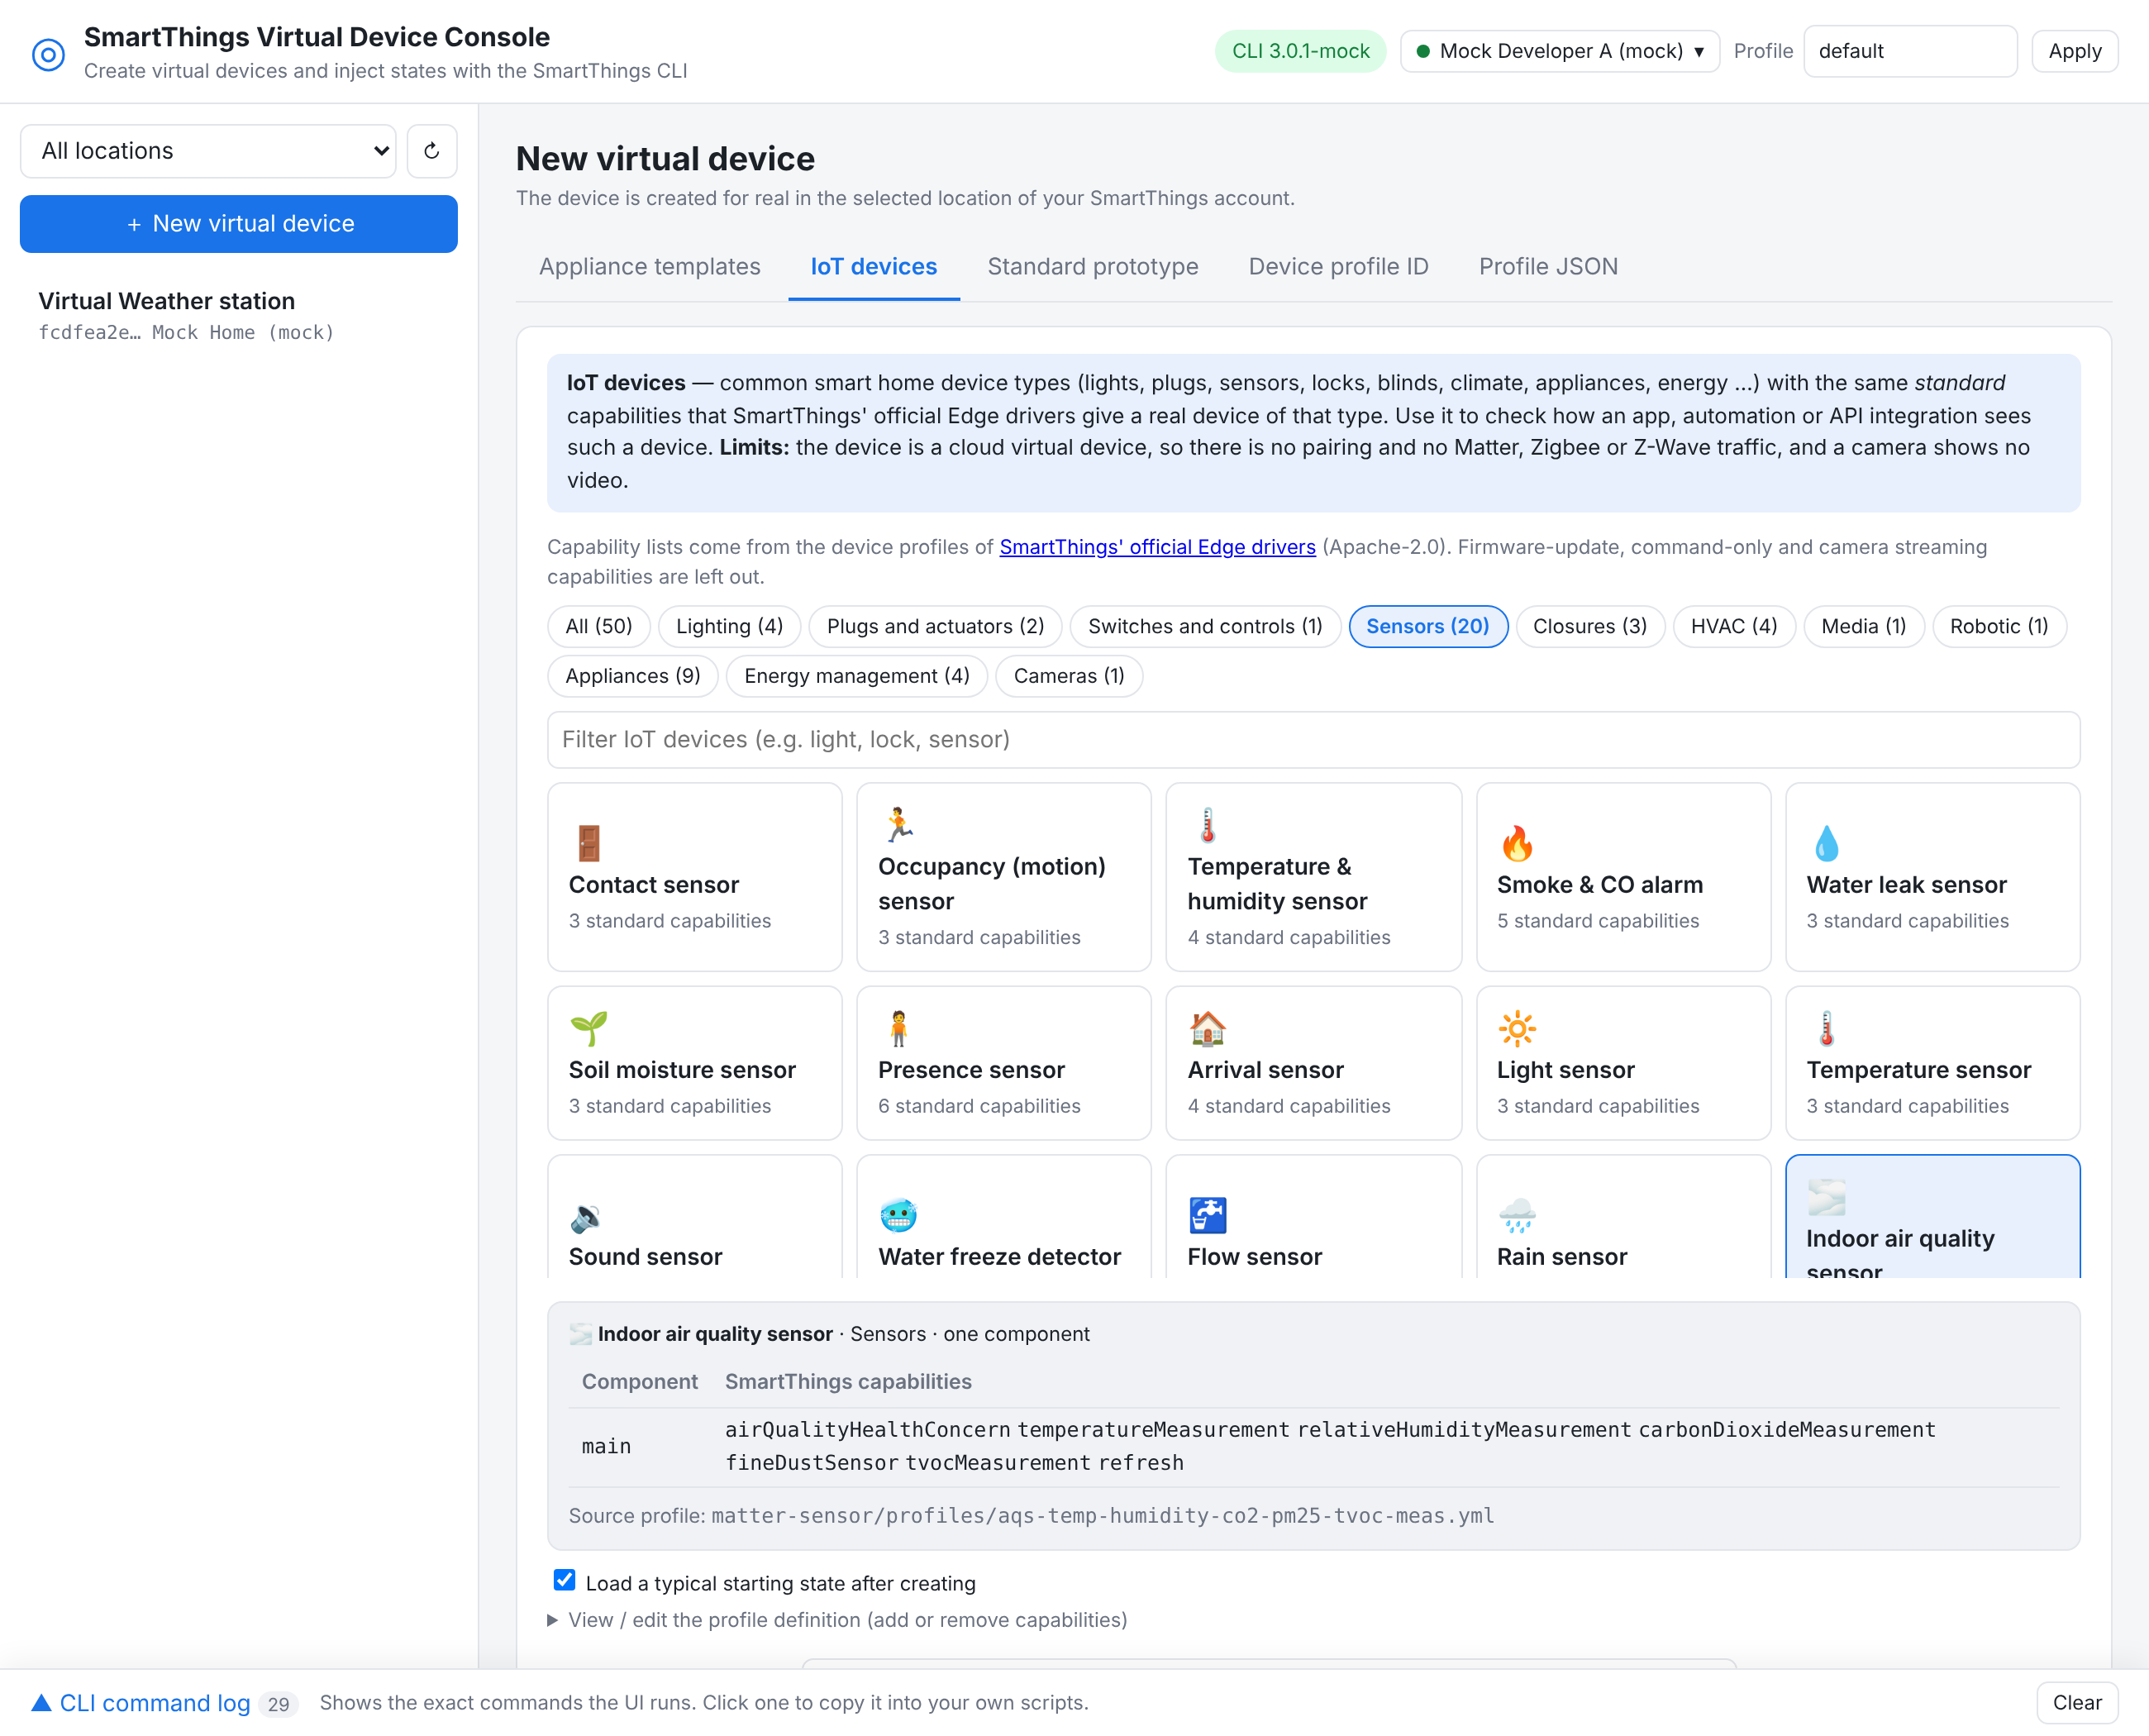 SmartThings Virtual Device Console
Create virtual devices and inject states with the SmartThings CLI
CLI 3.0.1-mock
Mock Developer A (mock) ▾
Profile
default
Apply
All locations
↻
+ New virtual device
Virtual Weather station
fcdfea2e… Mock Home (mock)
New virtual device
The device is created for real in the selected location of your SmartThings account.
Appliance templates
IoT devices
Standard prototype
Device profile ID
Profile JSON
IoT devices — common smart home device types (lights, plugs, sensors, locks, blinds, climate, appliances, energy ...) with the same standard
capabilities that SmartThings' official Edge drivers give a real device of that type. Use it to check how an app, automation or API integration sees
such a device. Limits: the device is a cloud virtual device, so there is no pairing and no Matter, Zigbee or Z-Wave traffic, and a camera shows no
video.
Capability lists come from the device profiles of SmartThings' official Edge drivers (Apache-2.0). Firmware-update, command-only and camera streaming
capabilities are left out.
All (50)
Lighting (4)
Plugs and actuators (2)
Switches and controls (1)
Sensors (20)
Closures (3)
HVAC (4)
Media (1)
Robotic (1)
Appliances (9)
Energy management (4)
Cameras (1)
Filter IoT devices (e.g. light, lock, sensor)
Contact sensor
3 standard capabilities
Occupancy (motion)
sensor
3 standard capabilities
Temperature &
humidity sensor
4 standard capabilities
Smoke & CO alarm
5 standard capabilities
Water leak sensor
3 standard capabilities
Soil moisture sensor
3 standard capabilities
Presence sensor
6 standard capabilities
Arrival sensor
4 standard capabilities
Light sensor
3 standard capabilities
Temperature sensor
3 standard capabilities
Sound sensor
Water freeze detector
Flow sensor
Rain sensor
Indoor air quality
sensor
Indoor air quality sensor · Sensors · one component
Component
SmartThings capabilities
main
airQualityHealthConcern temperatureMeasurement relativeHumidityMeasurement carbonDioxideMeasurement
fineDustSensor tvocMeasurement refresh
Source profile: matter-sensor/profiles/aqs-temp-humidity-co2-pm25-tvoc-meas.yml
Load a typical starting state after creating
▶ View / edit the profile definition (add or remove capabilities)
▲ CLI command log 29
Shows the exact commands the UI runs. Click one to copy it into your own scripts.
Clear